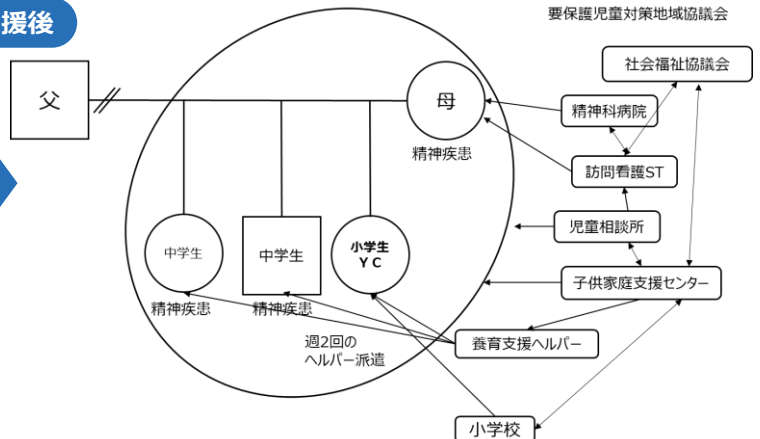 援後
要保護児童対策地域協議会
社会福祉協議会
父
母
精神科病院
精神疾患
訪問看護ST
児童相談所
中学生
中学生
小学生
YC
子供家庭支援センター
精神疾患
精神疾患
週2回の
ヘルパー派遣
養育支援ヘルパー
小学校